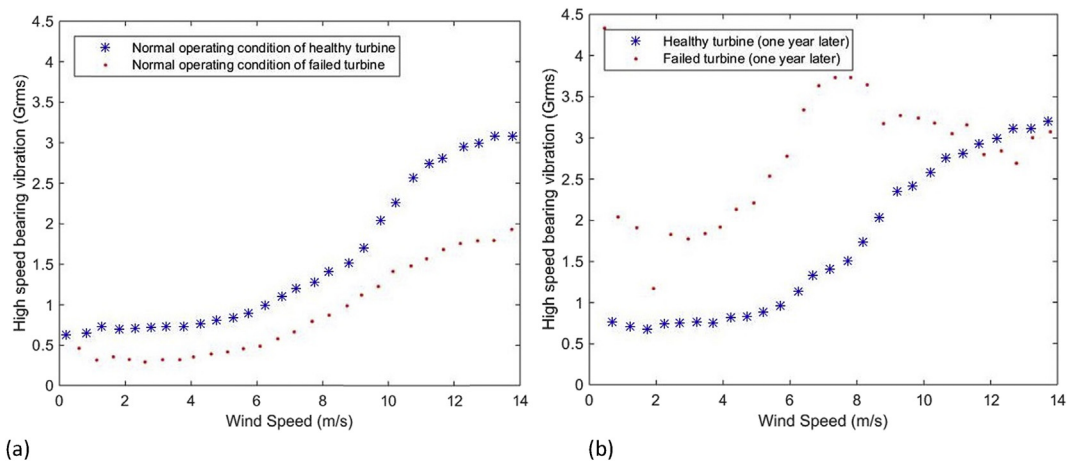 4.5
4
3.5
3
2.5
2
1.5
1
0.5
0
High speed bearing vibration (Grms)
Normal operating condition of healthy turbine
Normal operating condition of failed turbine
0 2 4 6 8 10 12 14
Wind Speed (m/s)
(a)
4.5
4
3.5
3
2.5
2
1.5
1
0.5
0
High speed bearing vibration (Grms)
Healthy turbine (one year later)
Failed turbine (one year later)
0 2 4 6 8 10 12 14
Wind Speed (m/s)
(b)